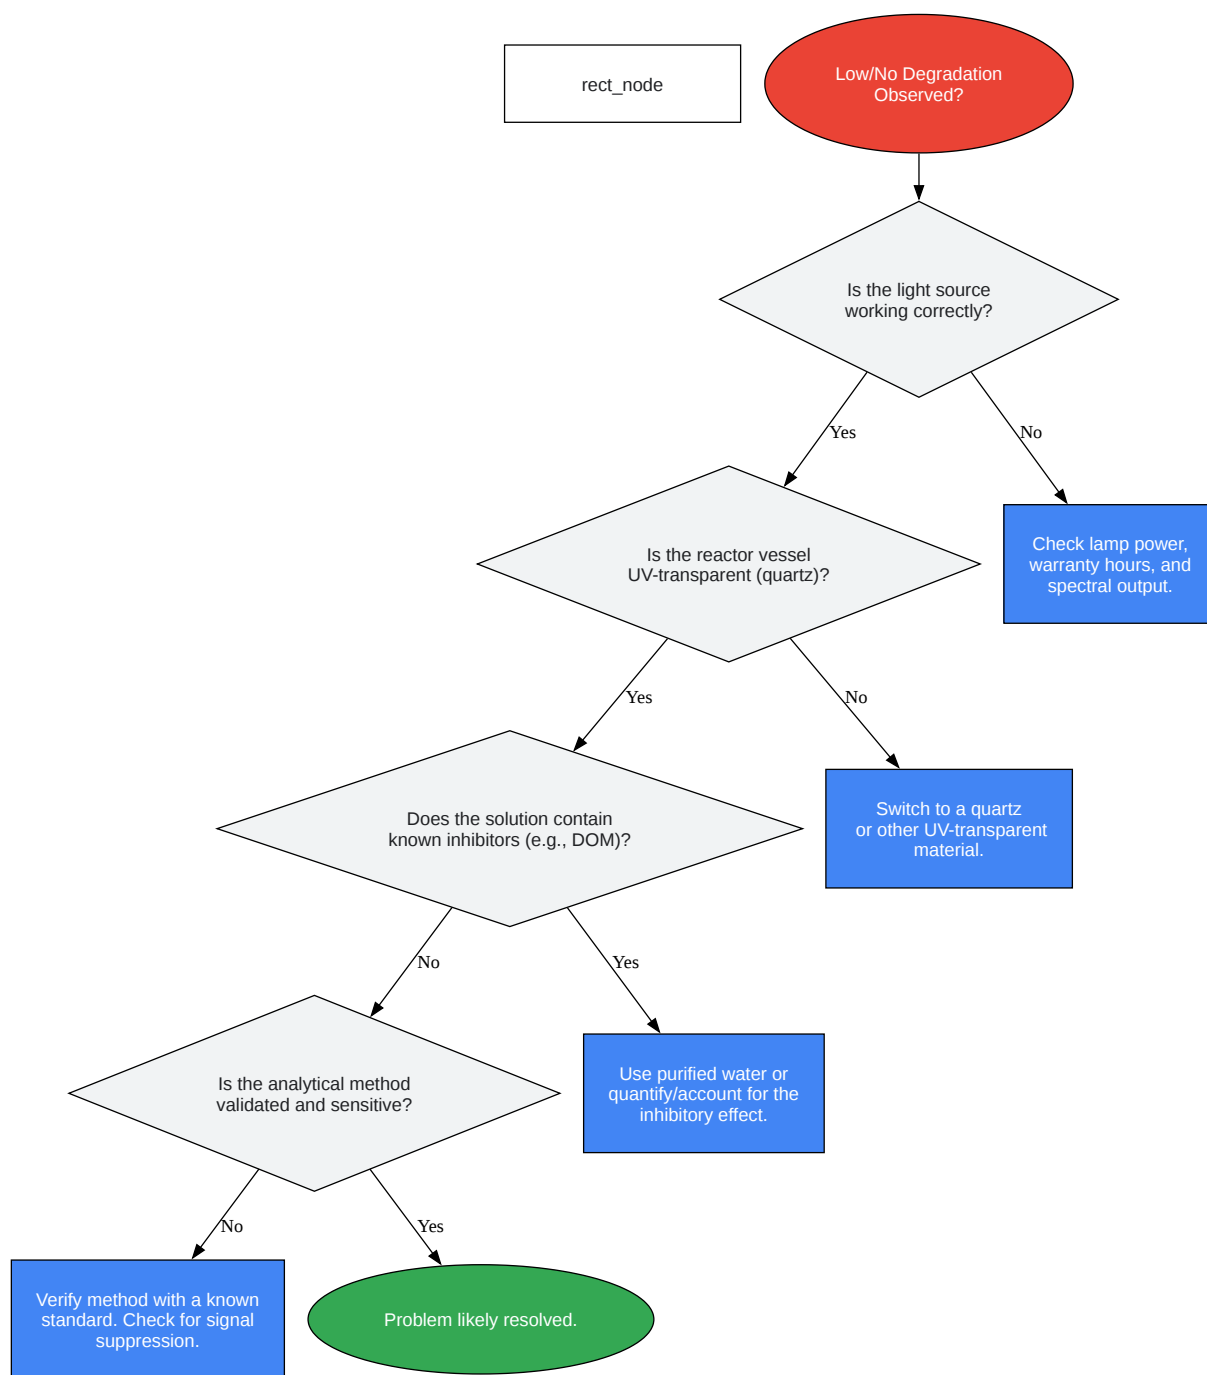 rect_node
Low/No Degradation
Observed?
Is the light source
working correctly?
Yes
No
Is the reactor vessel
UV-transparent (quartz)?
Check lamp power,
warranty hours, and
spectral output.
Yes
No
Does the solution contain
known inhibitors (e.g., DOM)?
Switch to a quartz
or other UV-transparent
material.
No
Yes
Is the analytical method
validated and sensitive?
Use purified water or
quantify/account for the
inhibitory effect.
No
Yes
Verify method with a known
standard. Check for signal
suppression.
Problem likely resolved.